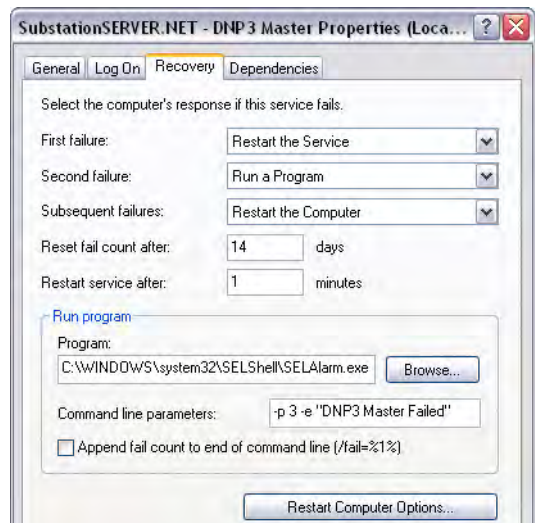 SubstationSERVER.NET - DNP3 Master Properties (Loca...
General Log On Recovery Dependencies
Select the computer's response if this service fails.
First failure: Restart the Service
Second failure: Run a Program
Subsequent failures: Restart the Computer
Reset fail count after: 14 days
Restart service after: 1 minutes
Run program
Program:
C:\WINDOWS\system32\SELShell\SELAlarm.exe Browse...
Command line parameters: -p 3 -e "DNP3 Master Failed"
Append fail count to end of command line (/fail=%1%)
Restart Computer Options...